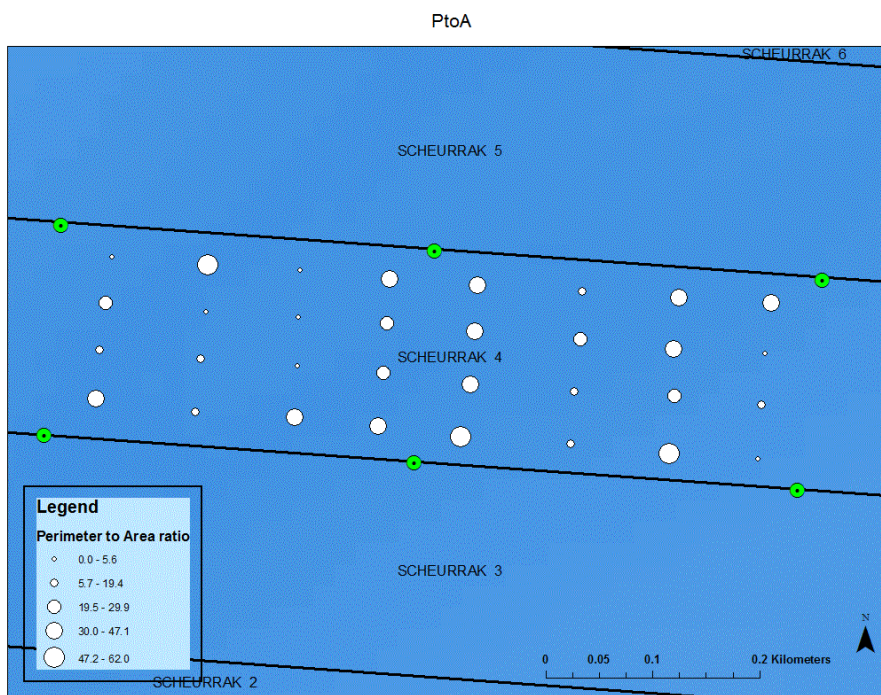 PtoA
SCHEURRAK 6
SCHEURRAK 5
SCHEURRAK 4
SCHEURRAK 3
SCHEURRAK 2
Legend
Perimeter to Area ratio
0.0 - 5.6
5.7 - 19.4
19.5 - 29.9
30.0 - 47.1
47.2 - 62.0
N
0 0.05 0.1 0.2 Kilometers